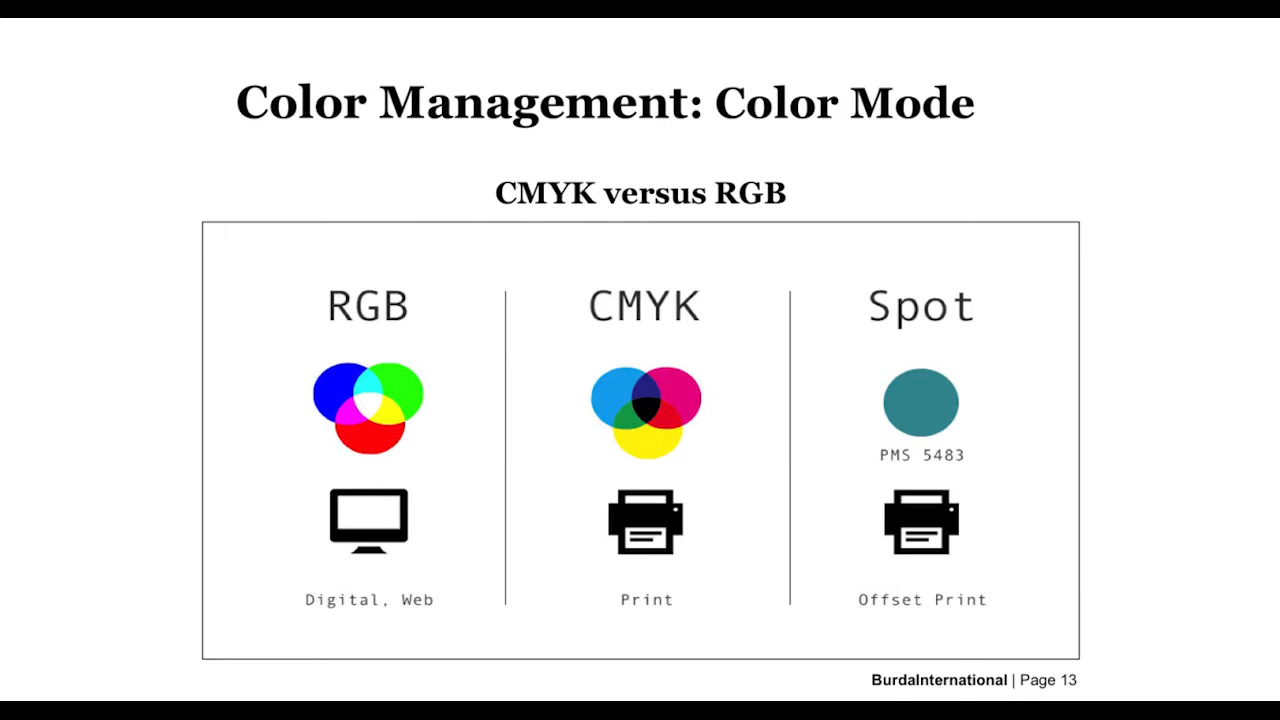 Color Management: Color Mode
CMYK versus RGB
RGB
CMYK
Spot
PMS 5483
Digital, Web
Print
Offset Print
BurdaInternational | Page 13